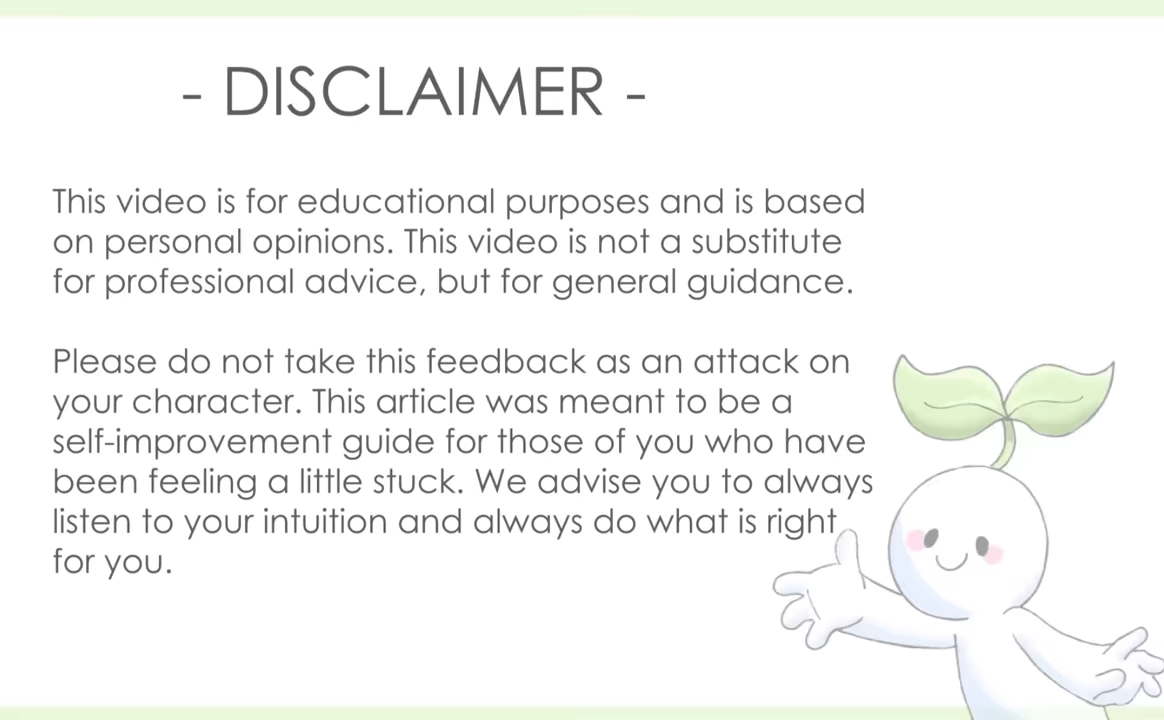 - DISCLAIMER -
This video is for educational purposes and is based
on personal opinions. This video is not a substitute
for professional advice, but for general guidance.
Please do not take this feedback as an attack on
your character. This article was meant to be a
self-improvement guide for those of you who have
been feeling a little stuck. We advise you to always
listen to your intuition and always do what is right
for you.